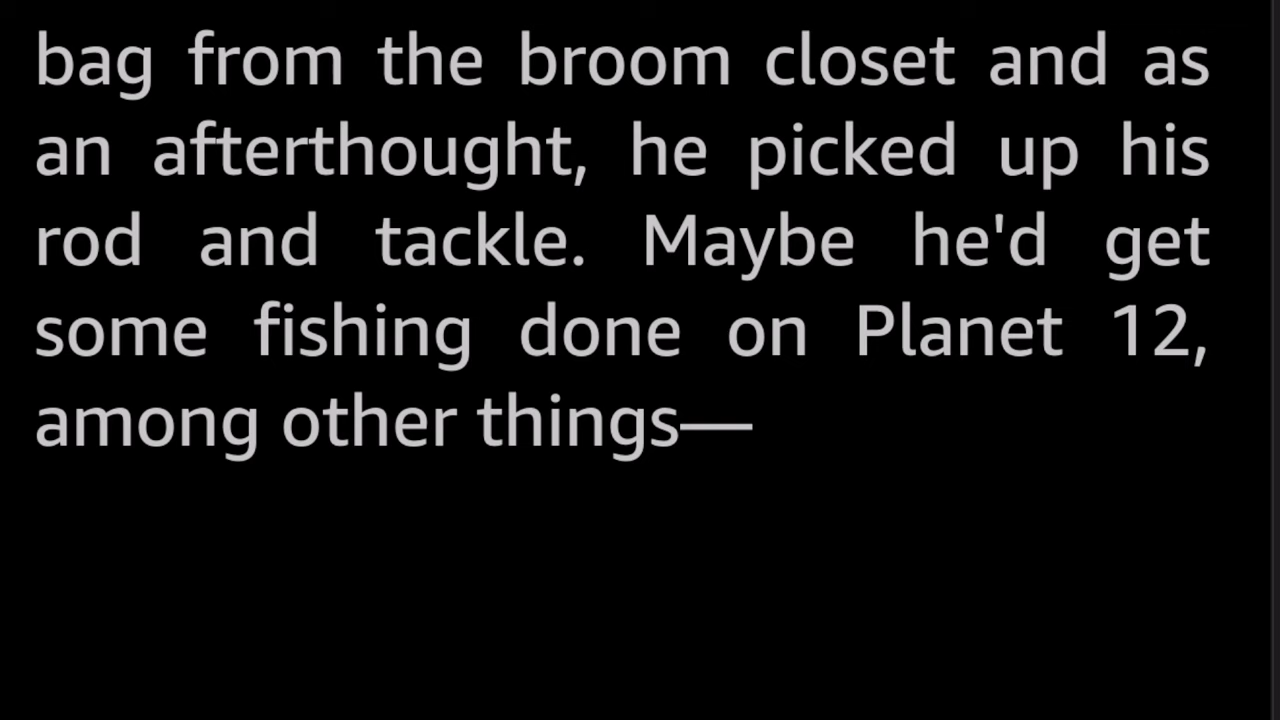 bag from the broom closet and as
an afterthought, he picked up his
rod and tackle. Maybe he'd get
some fishing done on Planet 12,
among other things—